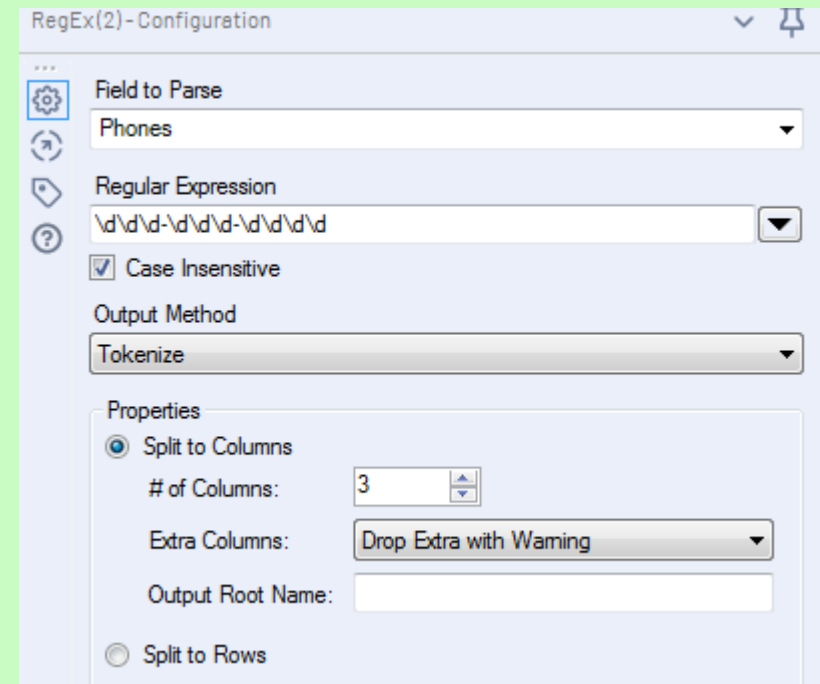 RegEx(2) - Configuration
Field to Parse
Phones
Regular Expression
\d\d\d-\d\d\d-\d\d\d\d
Case Insensitive
Output Method
Tokenize
Properties
Split to Columns
# of Columns:
3
Extra Columns:
Drop Extra with Warning
Output Root Name:
Split to Rows